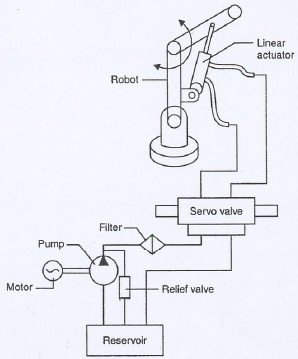 Linear
actuator
Robot
Servo valve
Filter
Pump
Motor
Relief valve
Reservoir